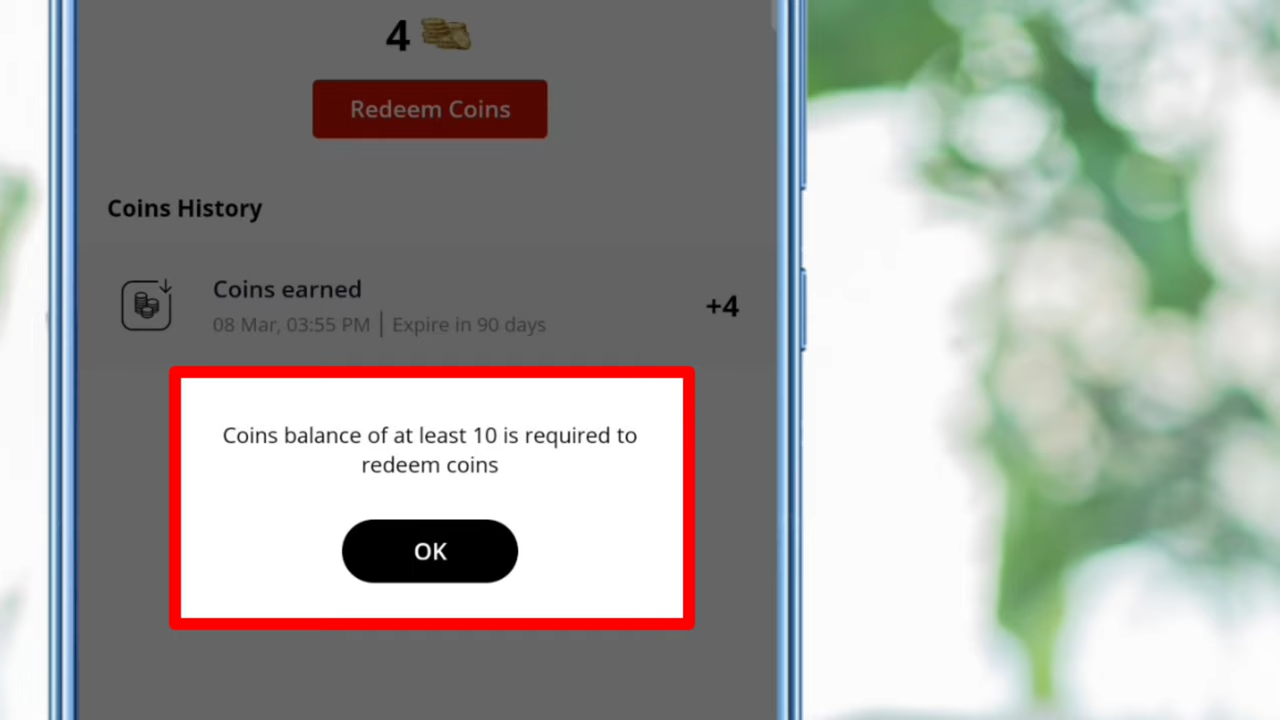 4
Redeem Coins
Coins History
Coins earned
08 Mar, 03:55 PM | Expire in 90 days
+4
Coins balance of at least 10 is required to
redeem coins
OK